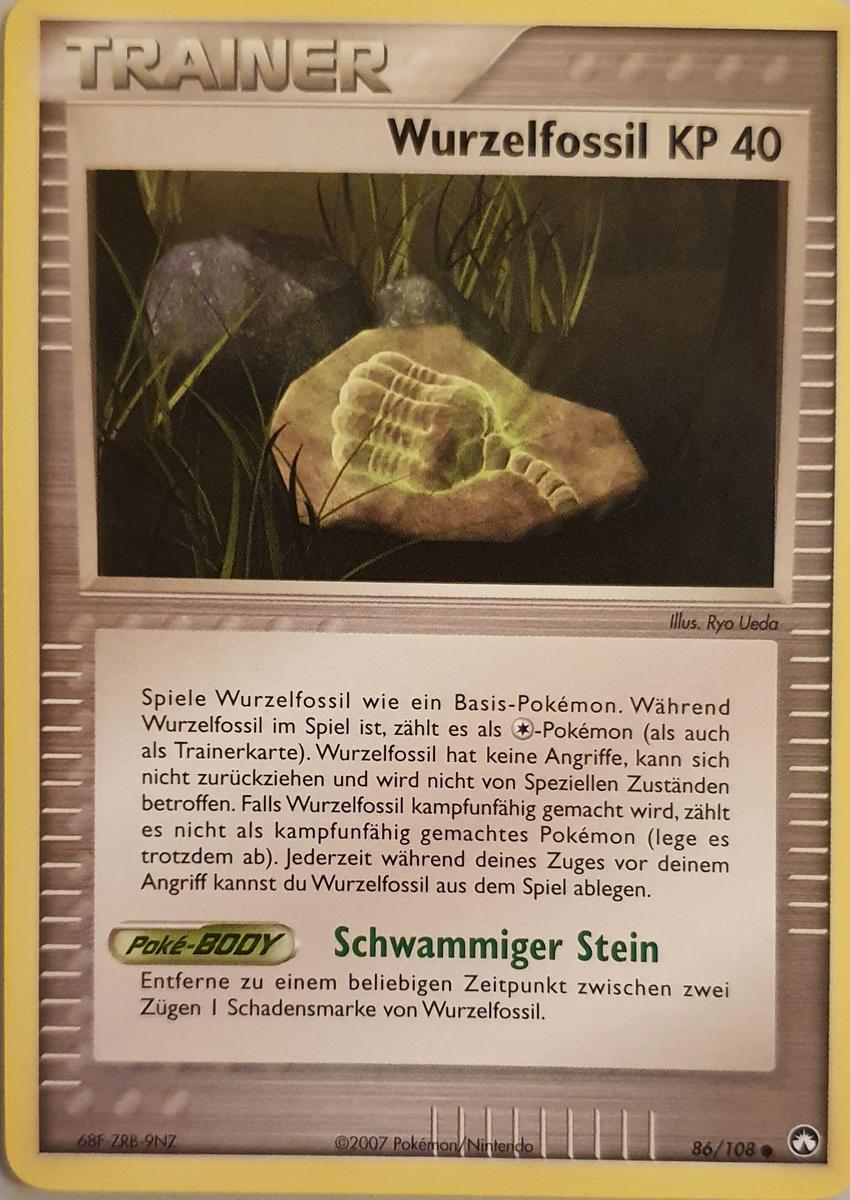 TRAINER
Wurzelfossil KP 40
Illus. Ryo Ueda
Spiele Wurzelfossil wie ein Basis-Pokémon. Während
Wurzelfossil im Spiel ist, zählt es als -Pokémon (als auch
als Trainerkarte). Wurzelfossil hat keine Angriffe, kann sich
nicht zurückziehen und wird nicht von Speziellen Zuständen
betroffen. Falls Wurzelfossil kampfunfähig gemacht wird, zählt
es nicht als kampfunfähig gemachtes Pokémon (lege es
trotzdem ab). Jederzeit während deines Zuges vor deinem
Angriff kannst du Wurzelfossil aus dem Spiel ablegen.
Poké-BODY Schwammiger Stein
Entferne zu einem beliebigen Zeitpunkt zwischen zwei
Zügen 1 Schadensmarke von Wurzelfossil.
68F-ZRB-9NZ ©2007 Pokémon/Nintendo 86/108